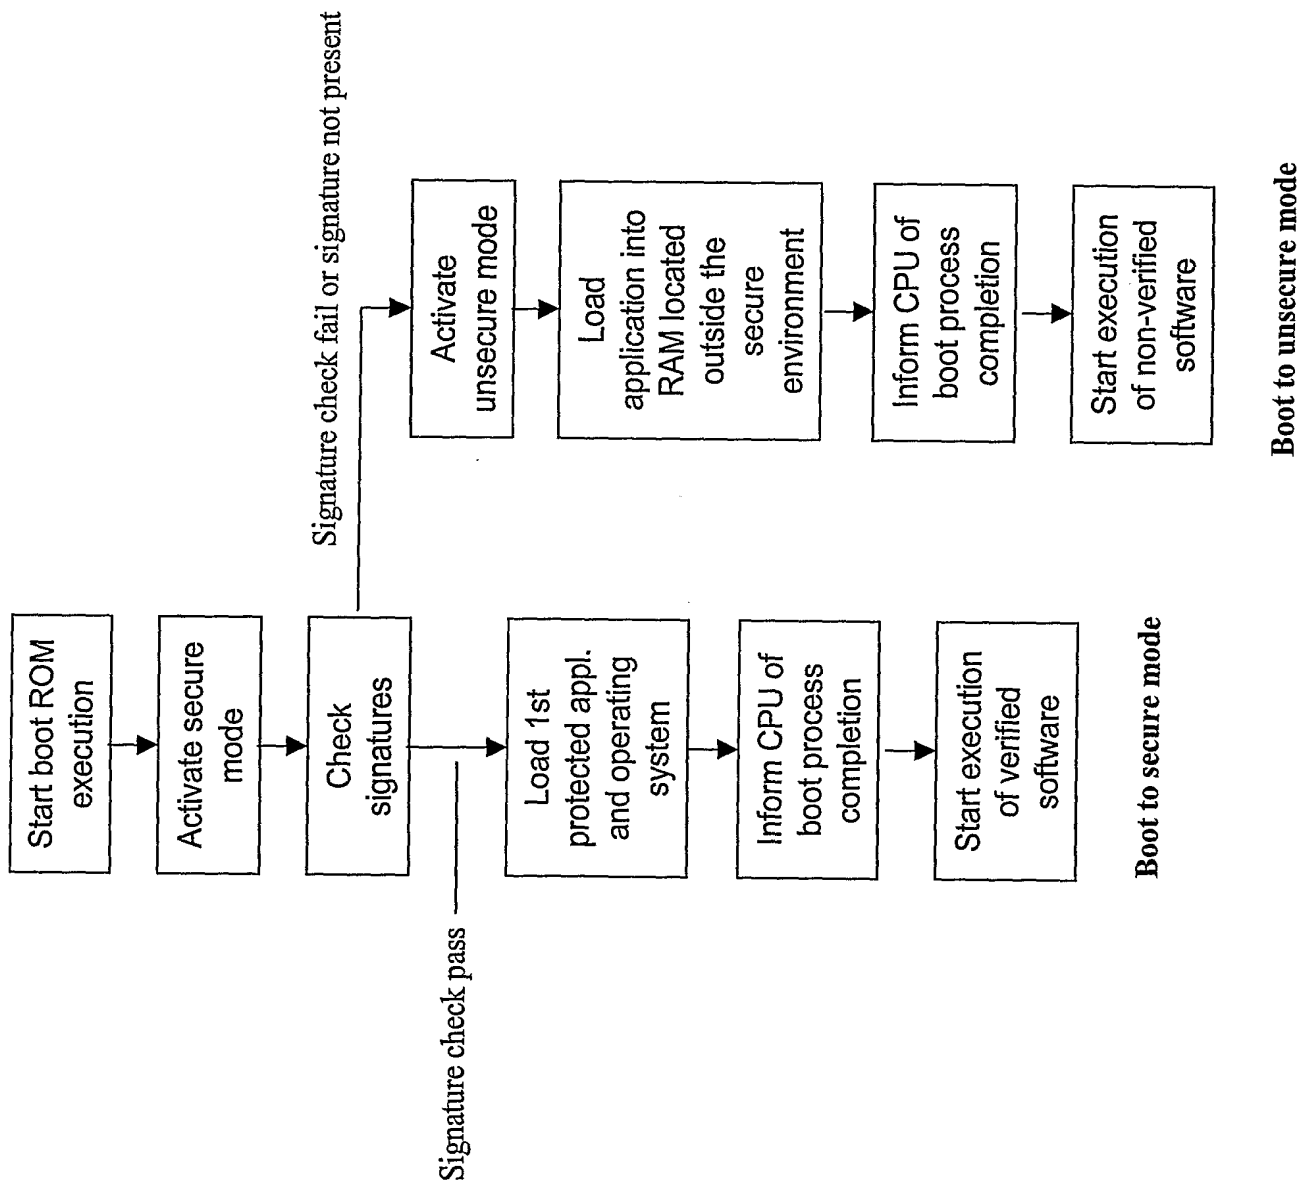 Start boot ROM
execution
Activate secure
mode
Check
signatures
Signature check fail or signature not present
Signature check pass
Load 1st
protected appl.
and operating
system
Inform CPU of
boot process
completion
Start execution
of verified
software
Boot to secure mode
Activate
unsecure mode
Load
application into
RAM located
outside the
secure
environment
Inform CPU of
boot process
completion
Start execution
of non-verified
software
Boot to unsecure mode